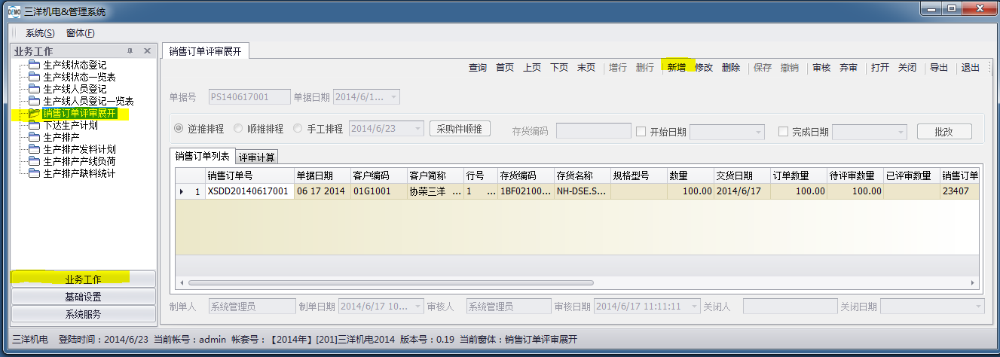 DEMO 三洋机电&管理系统
系统(S) 窗体(F)
业务工作
生产线状态登记
生产线状态一览表
生产线人员登记
生产线人员登记一览表
销售订单评审展开
下达生产计划
生产排产
生产排产发料计划
生产排产产线负荷
生产排产缺料统计
业务工作
基础设置
系统服务
销售订单评审展开
查询 首页 上页 下页 末页 增行 删行 新增 修改 删除 保存 撤销 审核 弃审 打开 关闭 导出 退出
单据号 PS140617001 单据日期 2014/6/1...
逆推排程 顺推排程 手工排程 2014/6/23 采购件顺推 存货编码 开始日期 完成日期 批改
销售订单列表 评审计算
销售订单号 单据日期 客户编码 客户简称 行号 存货编码 存货名称 规格型号 数量 交货日期 订单数量 待评审数量 已评审数量 销售订单
1 XSDD20140617001 06 17 2014 01G1001 协荣三洋 ... 1 ... 1BF02100... NH-DSE.S... 100.00 2014/6/17 100.00 100.00 23407
制单人 系统管理员 制单日期 2014/6/17 10... 审核人 系统管理员 审核日期 2014/6/17 11:11:11 关闭人 关闭日期
三洋机电 登陆时间：2014/6/23 当前帐号：admin 帐套号：【2014年】[201]三洋机电2014 版本号：0.19 当前窗体：销售订单评审展开